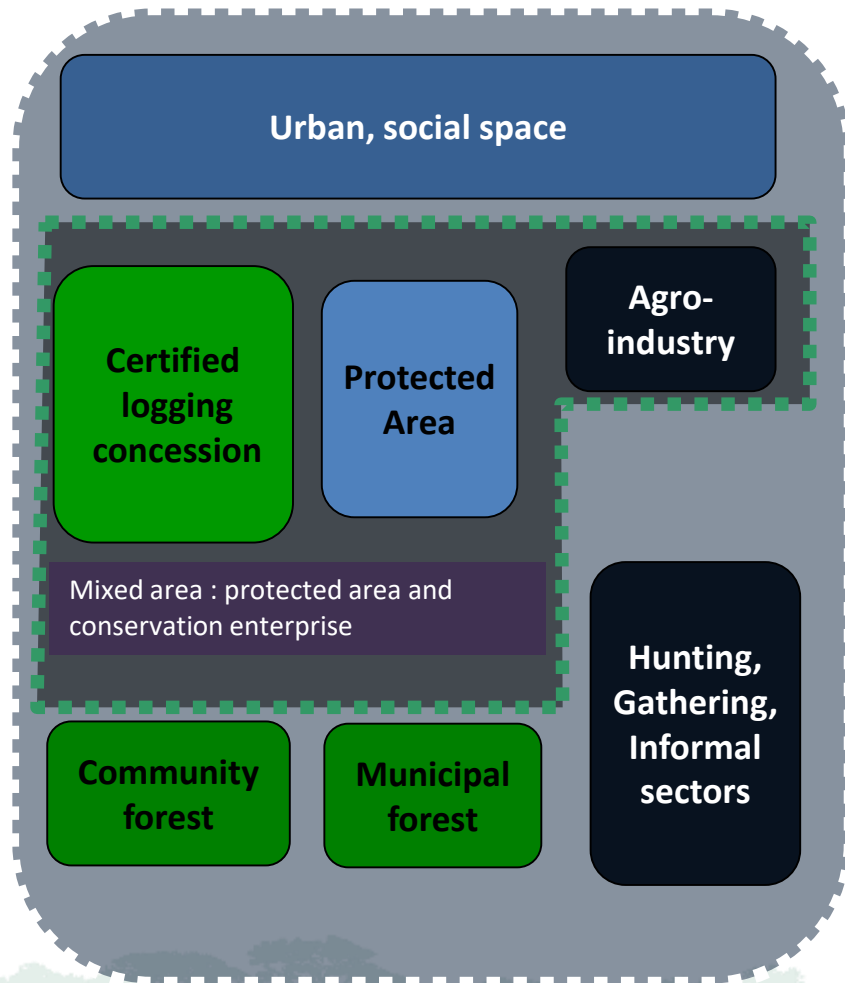 Urban, social space
Certified
logging
concession
Protected
Area
Agro-
industry
Mixed area : protected area and
conservation enterprise
Hunting,
Gathering,
Informal
sectors
Community
forest
Municipal
forest